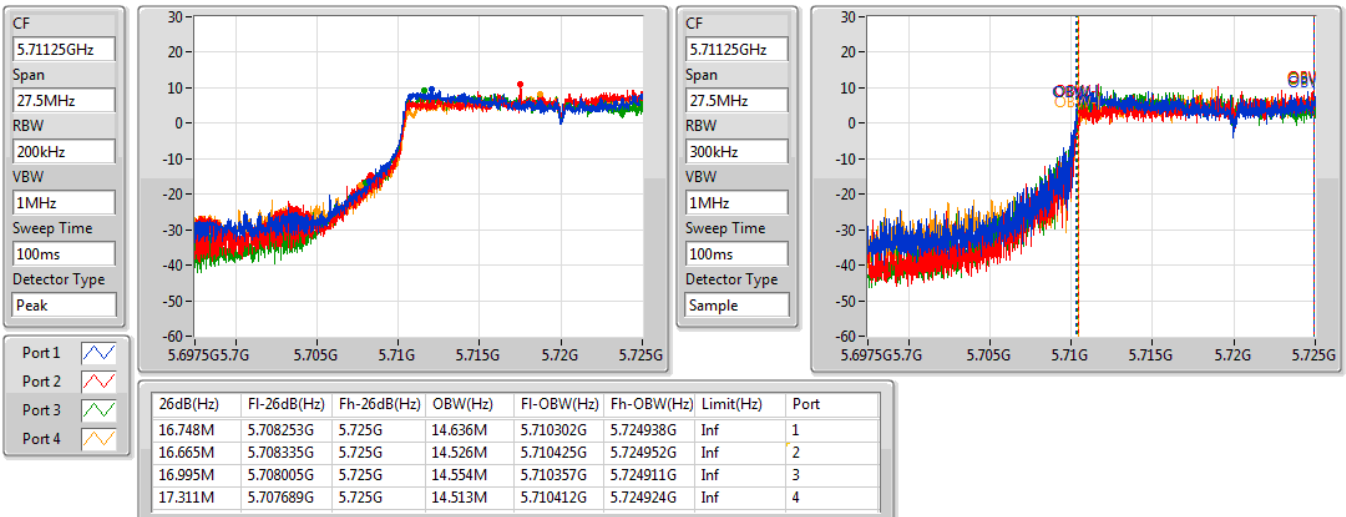 CF
5.71125GHz
Span
27.5MHz
RBW
200kHz
VBW
1MHz
Sweep Time
100ms
Detector Type
Peak
30
20
10
0
-10
-20
-30
-40
-50
-60
5.6975G 5.7G 5.705G 5.71G 5.715G 5.72G 5.725G
CF
5.71125GHz
Span
27.5MHz
RBW
300kHz
VBW
1MHz
Sweep Time
100ms
Detector Type
Sample
30
20
10
0
-10
-20
-30
-40
-50
-60
5.6975G 5.7G 5.705G 5.71G 5.715G 5.72G 5.725G
Port 1
Port 2
Port 3
Port 4
26dB(Hz) Fl-26dB(Hz) Fh-26dB(Hz) OBW(Hz) Fl-OBW(Hz) Fh-OBW(Hz) Limit(Hz) Port
16.748M 5.708253G 5.725G 14.636M 5.710302G 5.724938G Inf 1
16.665M 5.708335G 5.725G 14.526M 5.710425G 5.724952G Inf 2
16.995M 5.708005G 5.725G 14.554M 5.710357G 5.724911G Inf 3
17.311M 5.707689G 5.725G 14.513M 5.710412G 5.724924G Inf 4